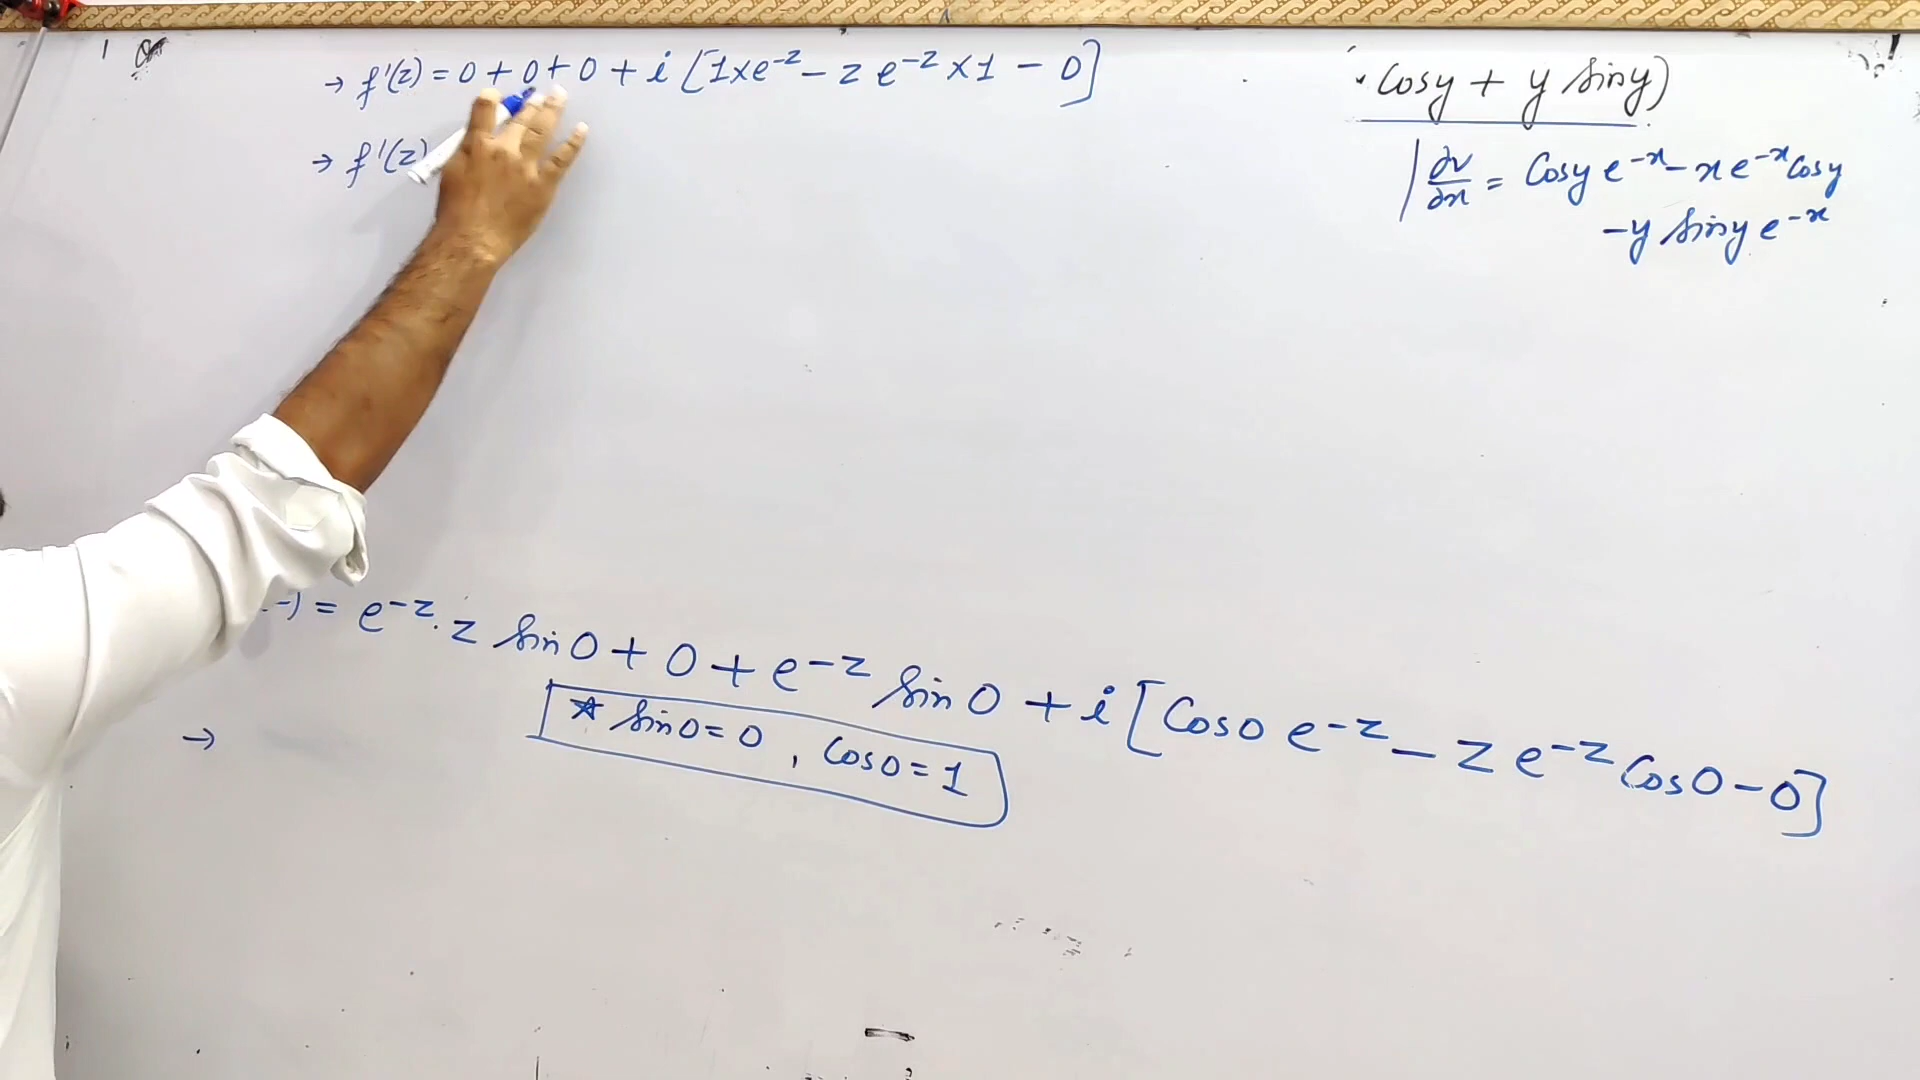 → f'(z) = 0 + 0 + 0 + i [1×e^{-z} - z e^{-z} × 1 - 0]
→ f'(z)
Cosy + y siny)
∂v/∂x = Cosy e^{-x} - x e^{-x} Cosy
- y siny e^{-x}
) = e^{-z} . z sin0 + 0 + e^{-z} sin0 + i [Cos0 e^{-z} - z e^{-z} Cos0 - 0]
→
* sin0 = 0 , Cos0 = 1